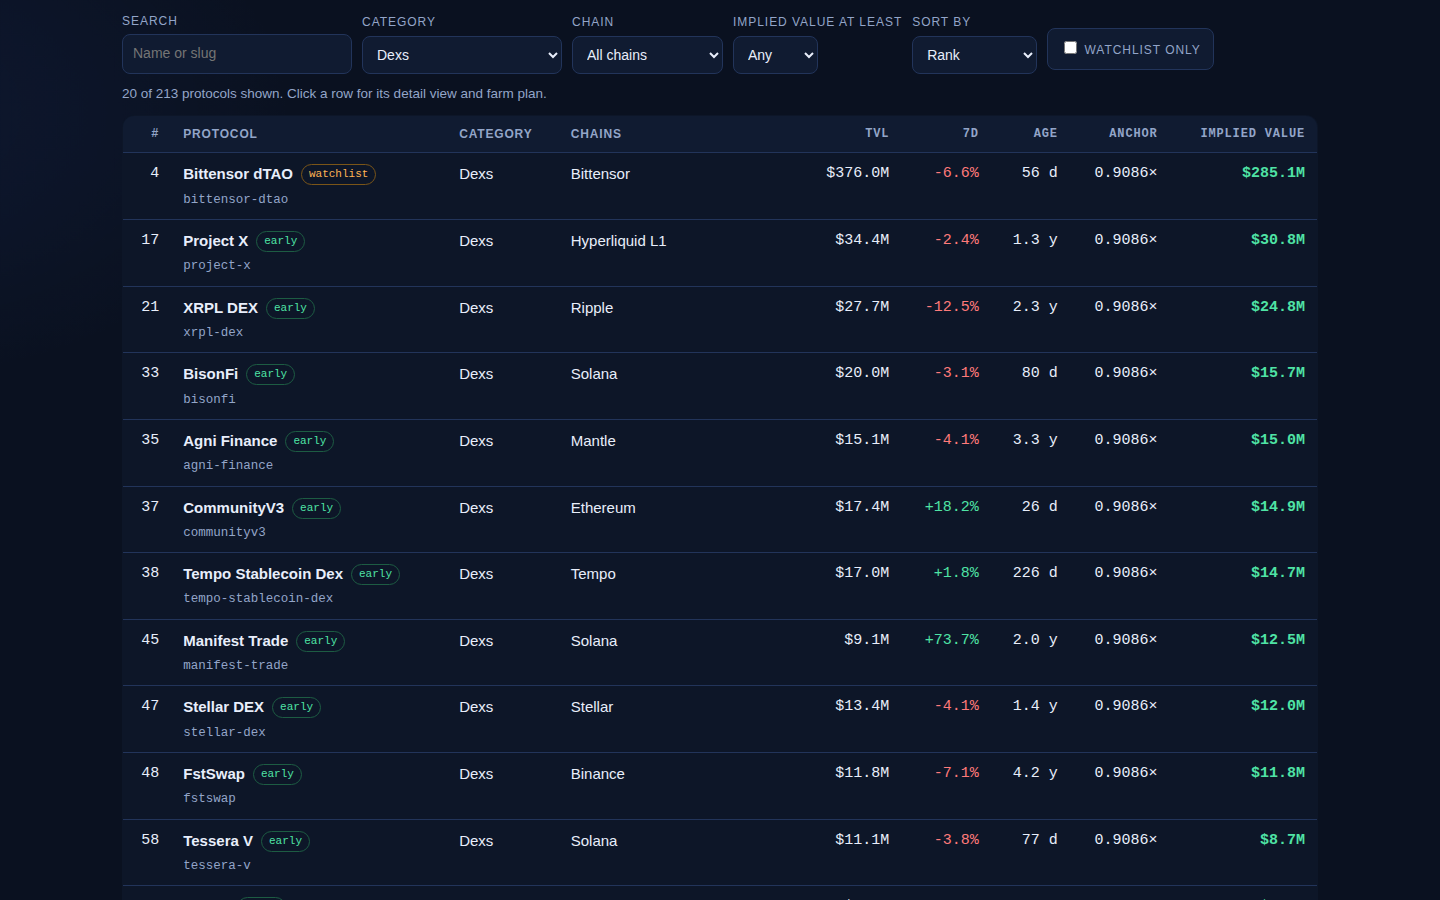 SEARCH CATEGORY CHAIN IMPLIED VALUE AT LEAST SORT BY
Name or slug Dexs All chains Any Rank WATCHLIST ONLY
20 of 213 protocols shown. Click a row for its detail view and farm plan.
# PROTOCOL CATEGORY CHAINS TVL 7D AGE ANCHOR IMPLIED VALUE
4 Bittensor dTAO watchlist Dexs Bittensor $376.0M -6.6% 56 d 0.9086× $285.1M
bittensor-dtao
17 Project X early Dexs Hyperliquid L1 $34.4M -2.4% 1.3 y 0.9086× $30.8M
project-x
21 XRPL DEX early Dexs Ripple $27.7M -12.5% 2.3 y 0.9086× $24.8M
xrpl-dex
33 BisonFi early Dexs Solana $20.0M -3.1% 80 d 0.9086× $15.7M
bisonfi
35 Agni Finance early Dexs Mantle $15.1M -4.1% 3.3 y 0.9086× $15.0M
agni-finance
37 CommunityV3 early Dexs Ethereum $17.4M +18.2% 26 d 0.9086× $14.9M
communityv3
38 Tempo Stablecoin Dex early Dexs Tempo $17.0M +1.8% 226 d 0.9086× $14.7M
tempo-stablecoin-dex
45 Manifest Trade early Dexs Solana $9.1M +73.7% 2.0 y 0.9086× $12.5M
manifest-trade
47 Stellar DEX early Dexs Stellar $13.4M -4.1% 1.4 y 0.9086× $12.0M
stellar-dex
48 FstSwap early Dexs Binance $11.8M -7.1% 4.2 y 0.9086× $11.8M
fstswap
58 Tessera V early Dexs Solana $11.1M -3.8% 77 d 0.9086× $8.7M
tessera-v